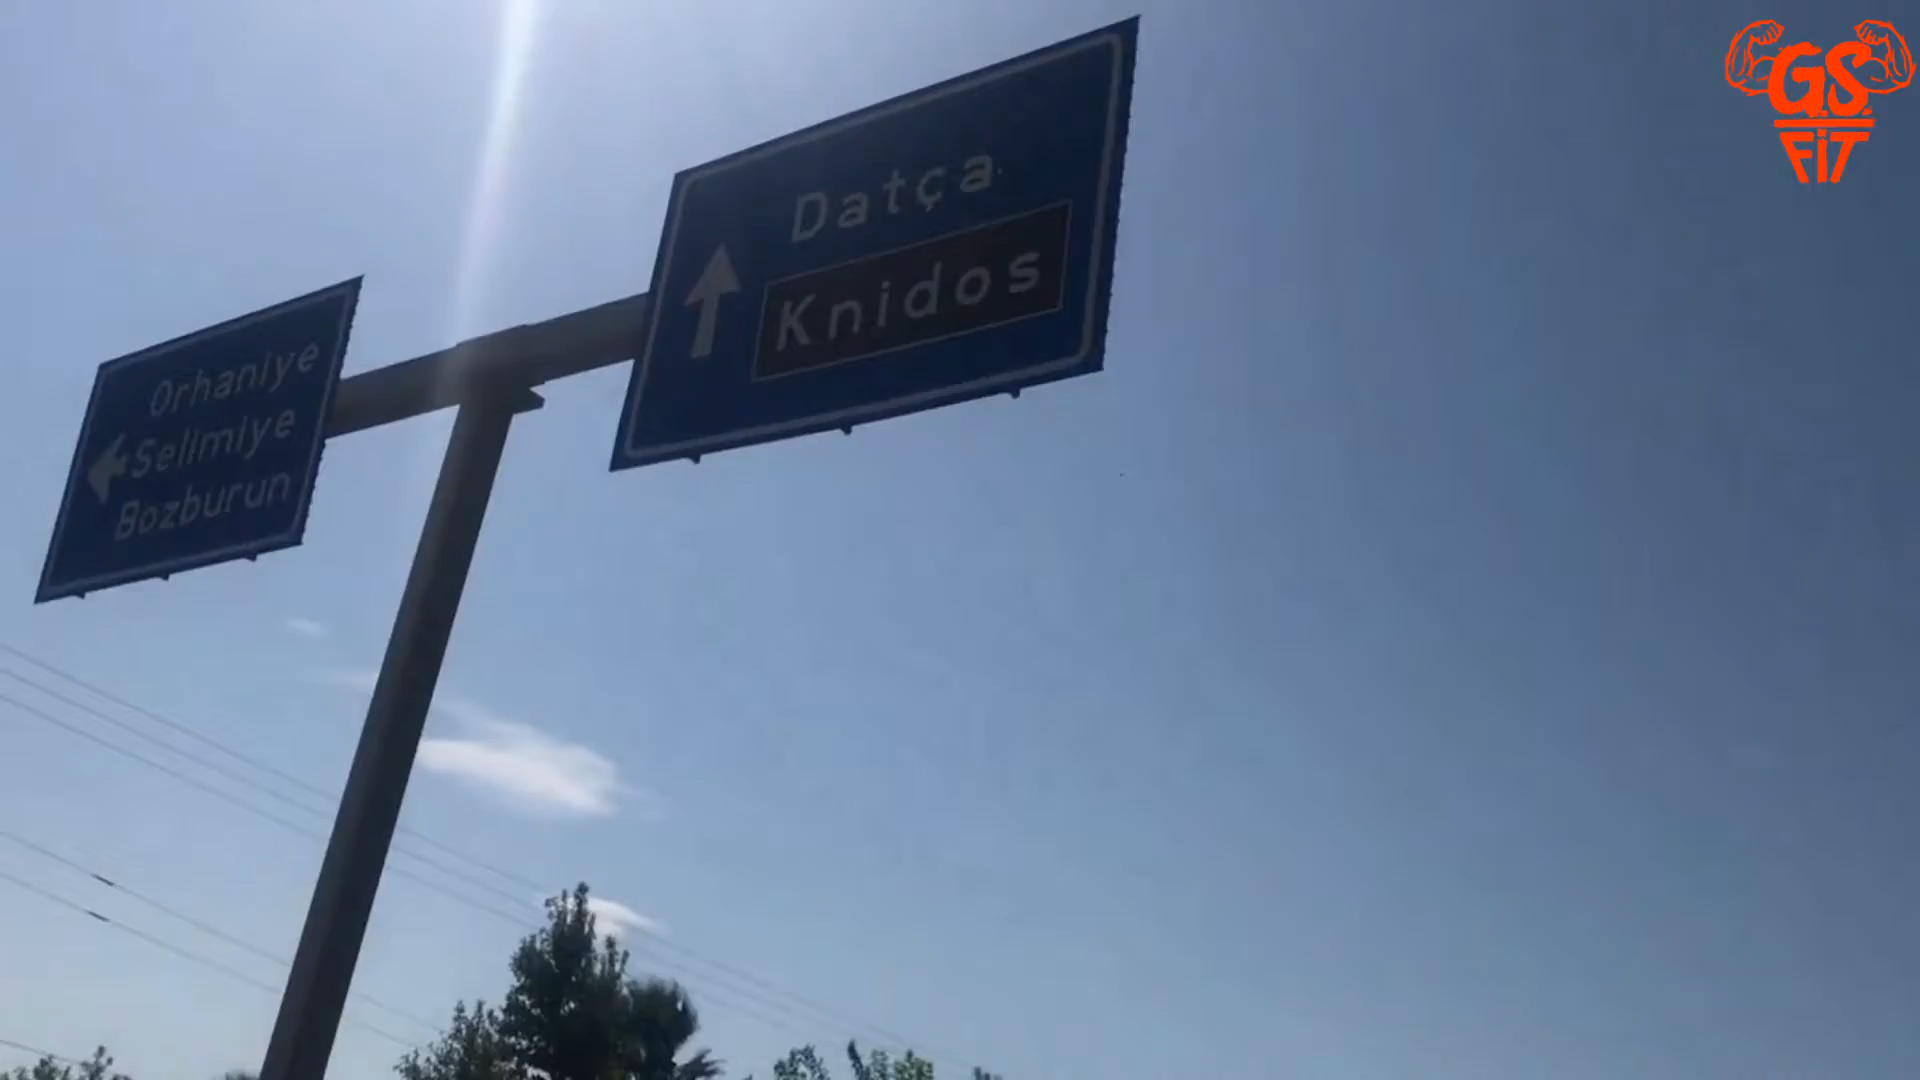 Orhaniye
Selimiye
Bozburun
Datça
Knidos
G.S.
FiT